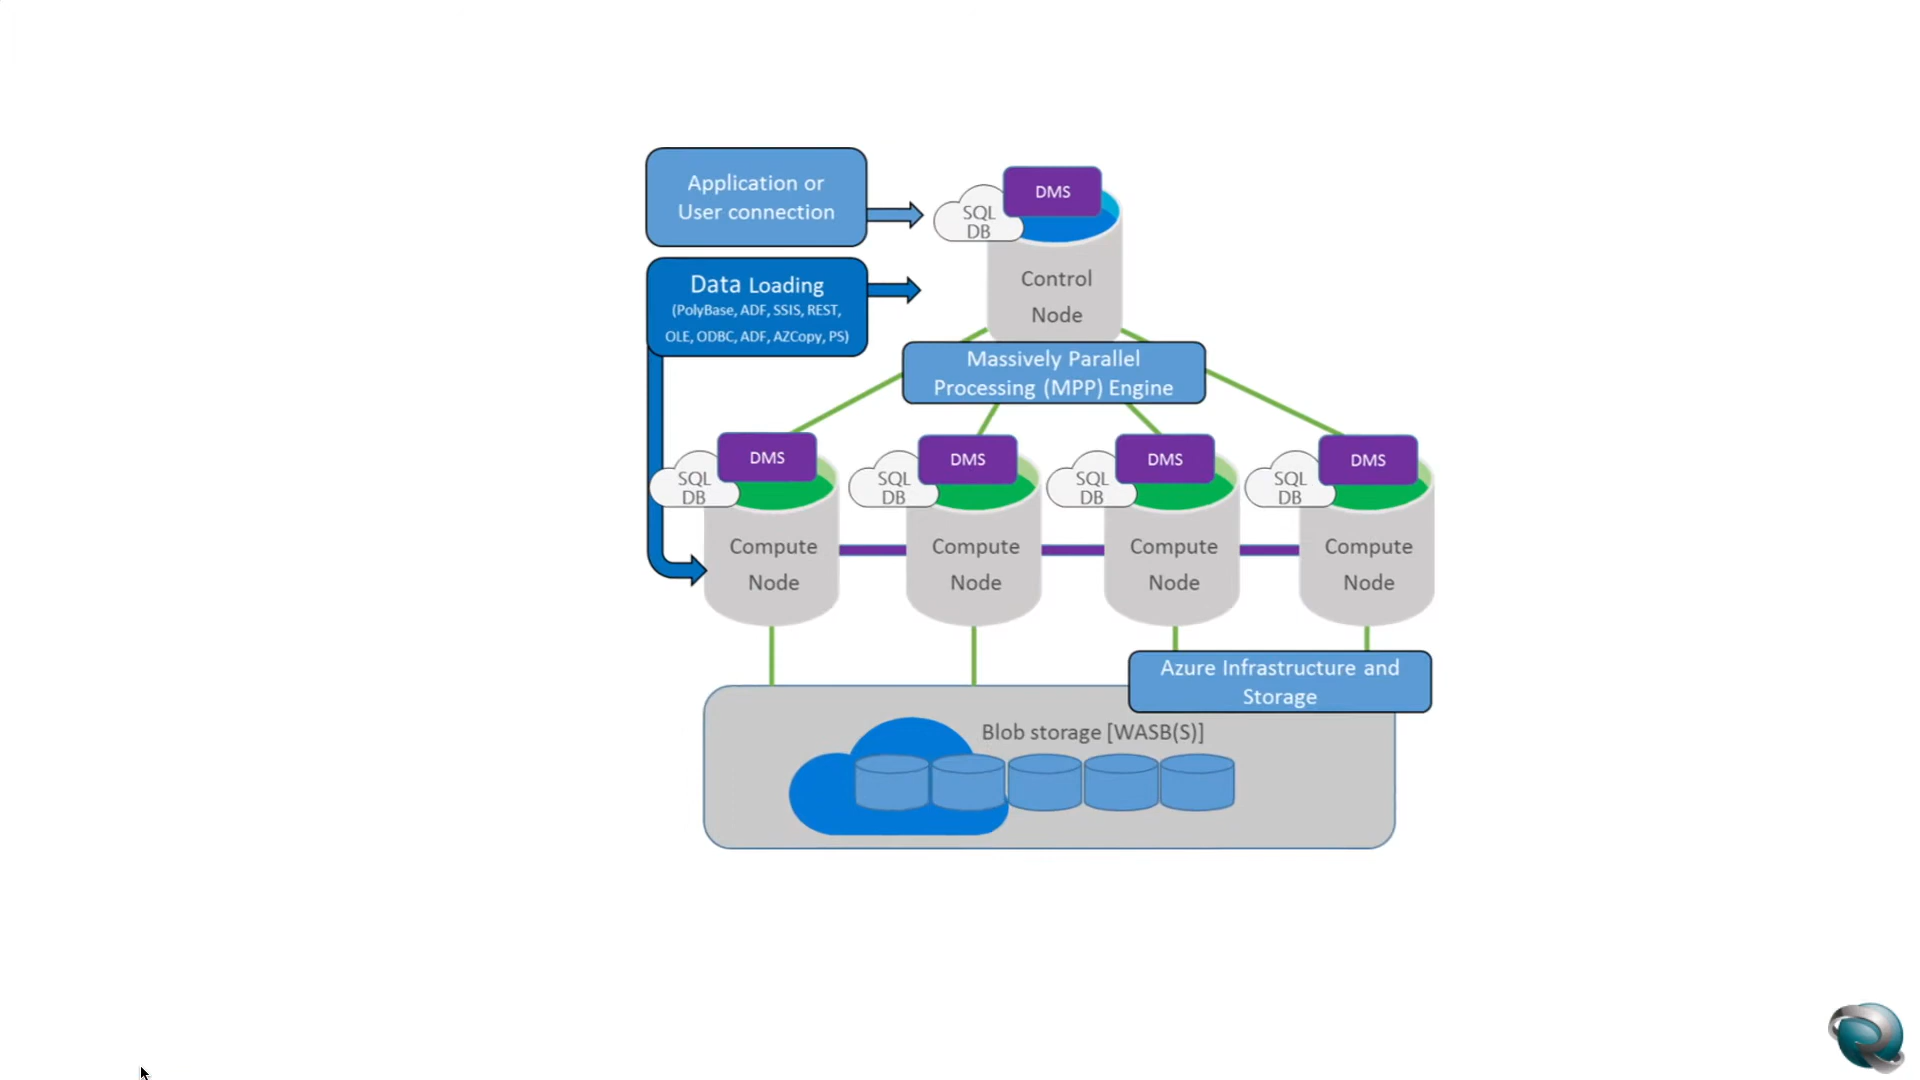 Application or
User connection
DMS
SQL
DB
Control
Node
Data Loading
(PolyBase, ADF, SSIS, REST,
OLE, ODBC, ADF, AZCopy, PS)
Massively Parallel
Processing (MPP) Engine
DMS
SQL
DB
Compute
Node
DMS
SQL
DB
Compute
Node
DMS
SQL
DB
Compute
Node
DMS
SQL
DB
Compute
Node
Azure Infrastructure and
Storage
Blob storage [WASB(S)]